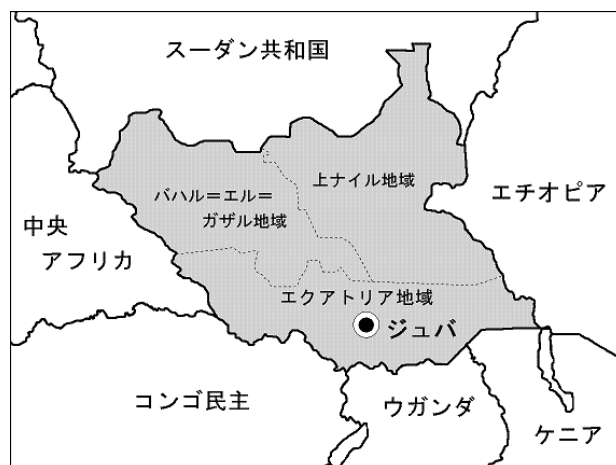 スーダン共和国
上ナイル地域
エチオピア
バハル＝エル＝
ガザル地域
中央
アフリカ
エクアトリア地域
ジュバ
コンゴ民主
ウガンダ
ケニア